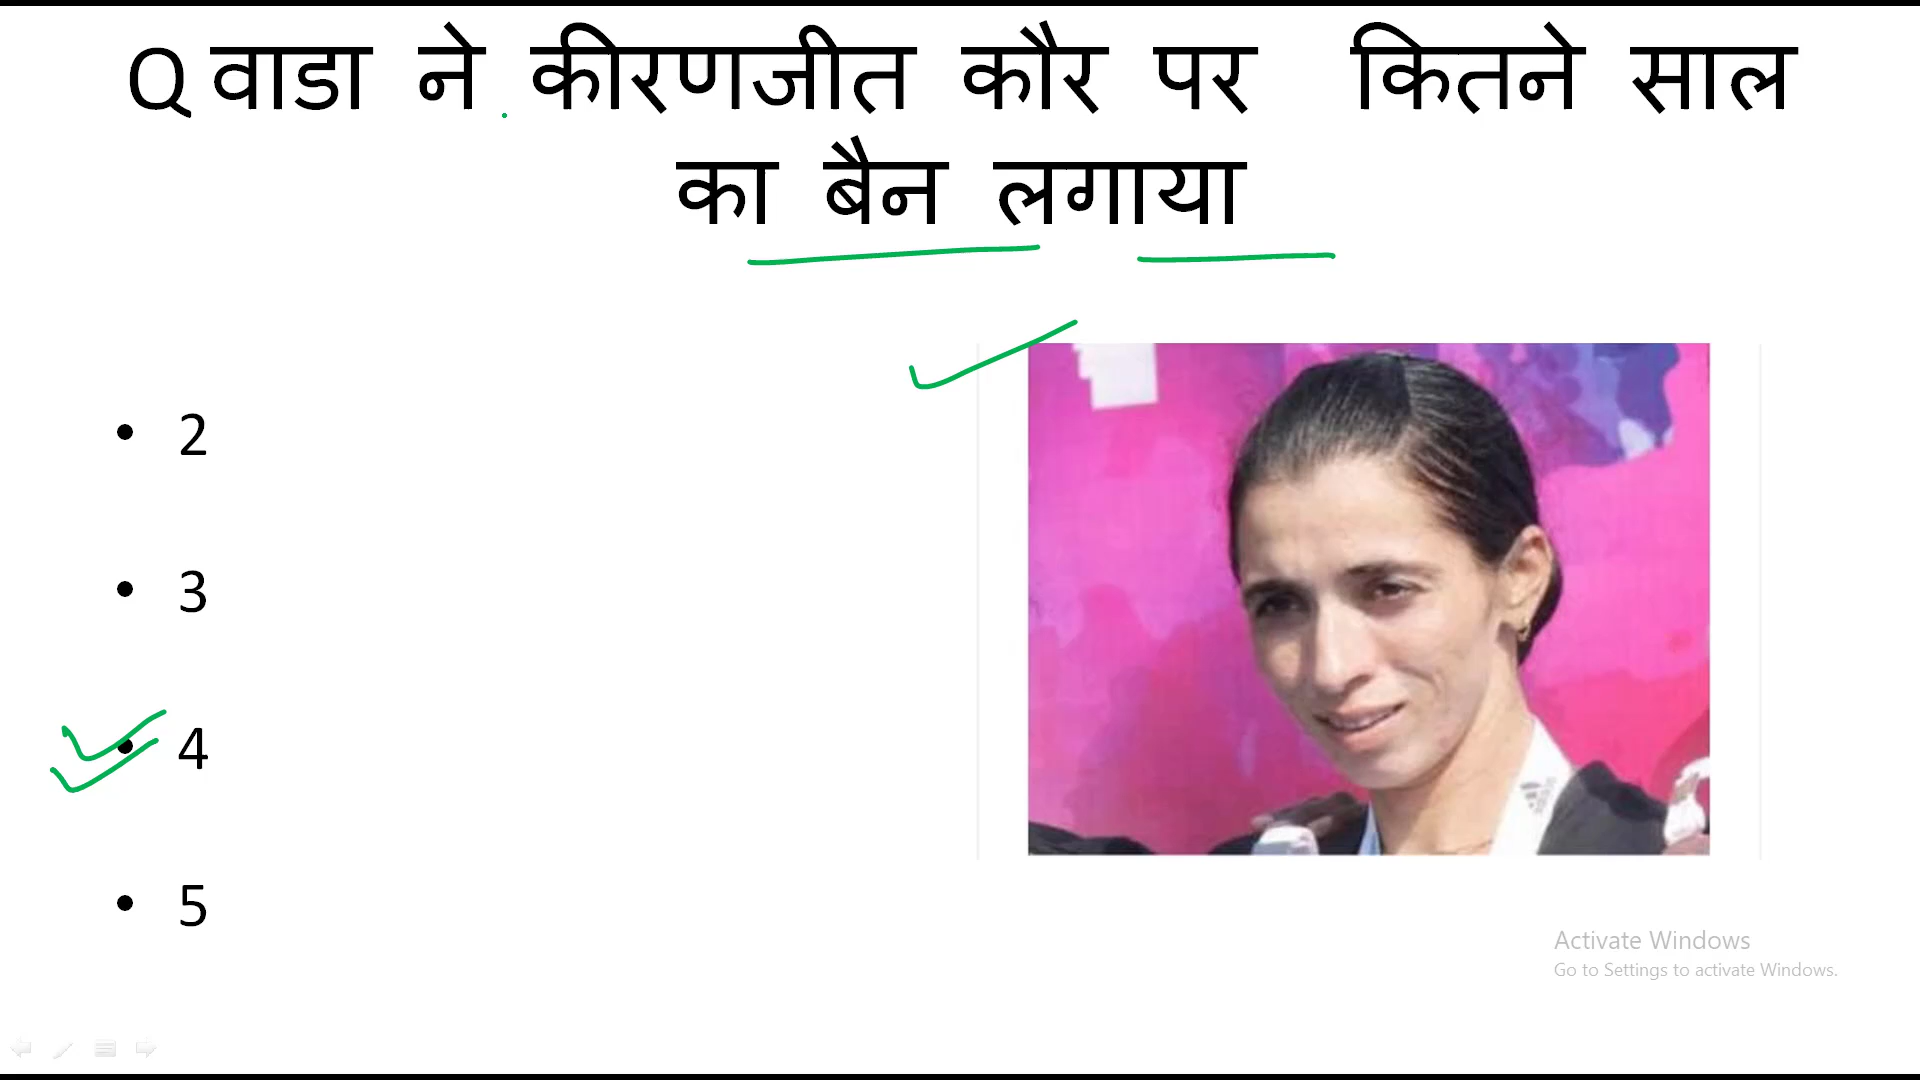 Q वाडा ने कीरणजीत कौर पर कितने साल
का बैन लगाया
• 2
• 3
• 4
• 5
Activate Windows
Go to Settings to activate Windows.